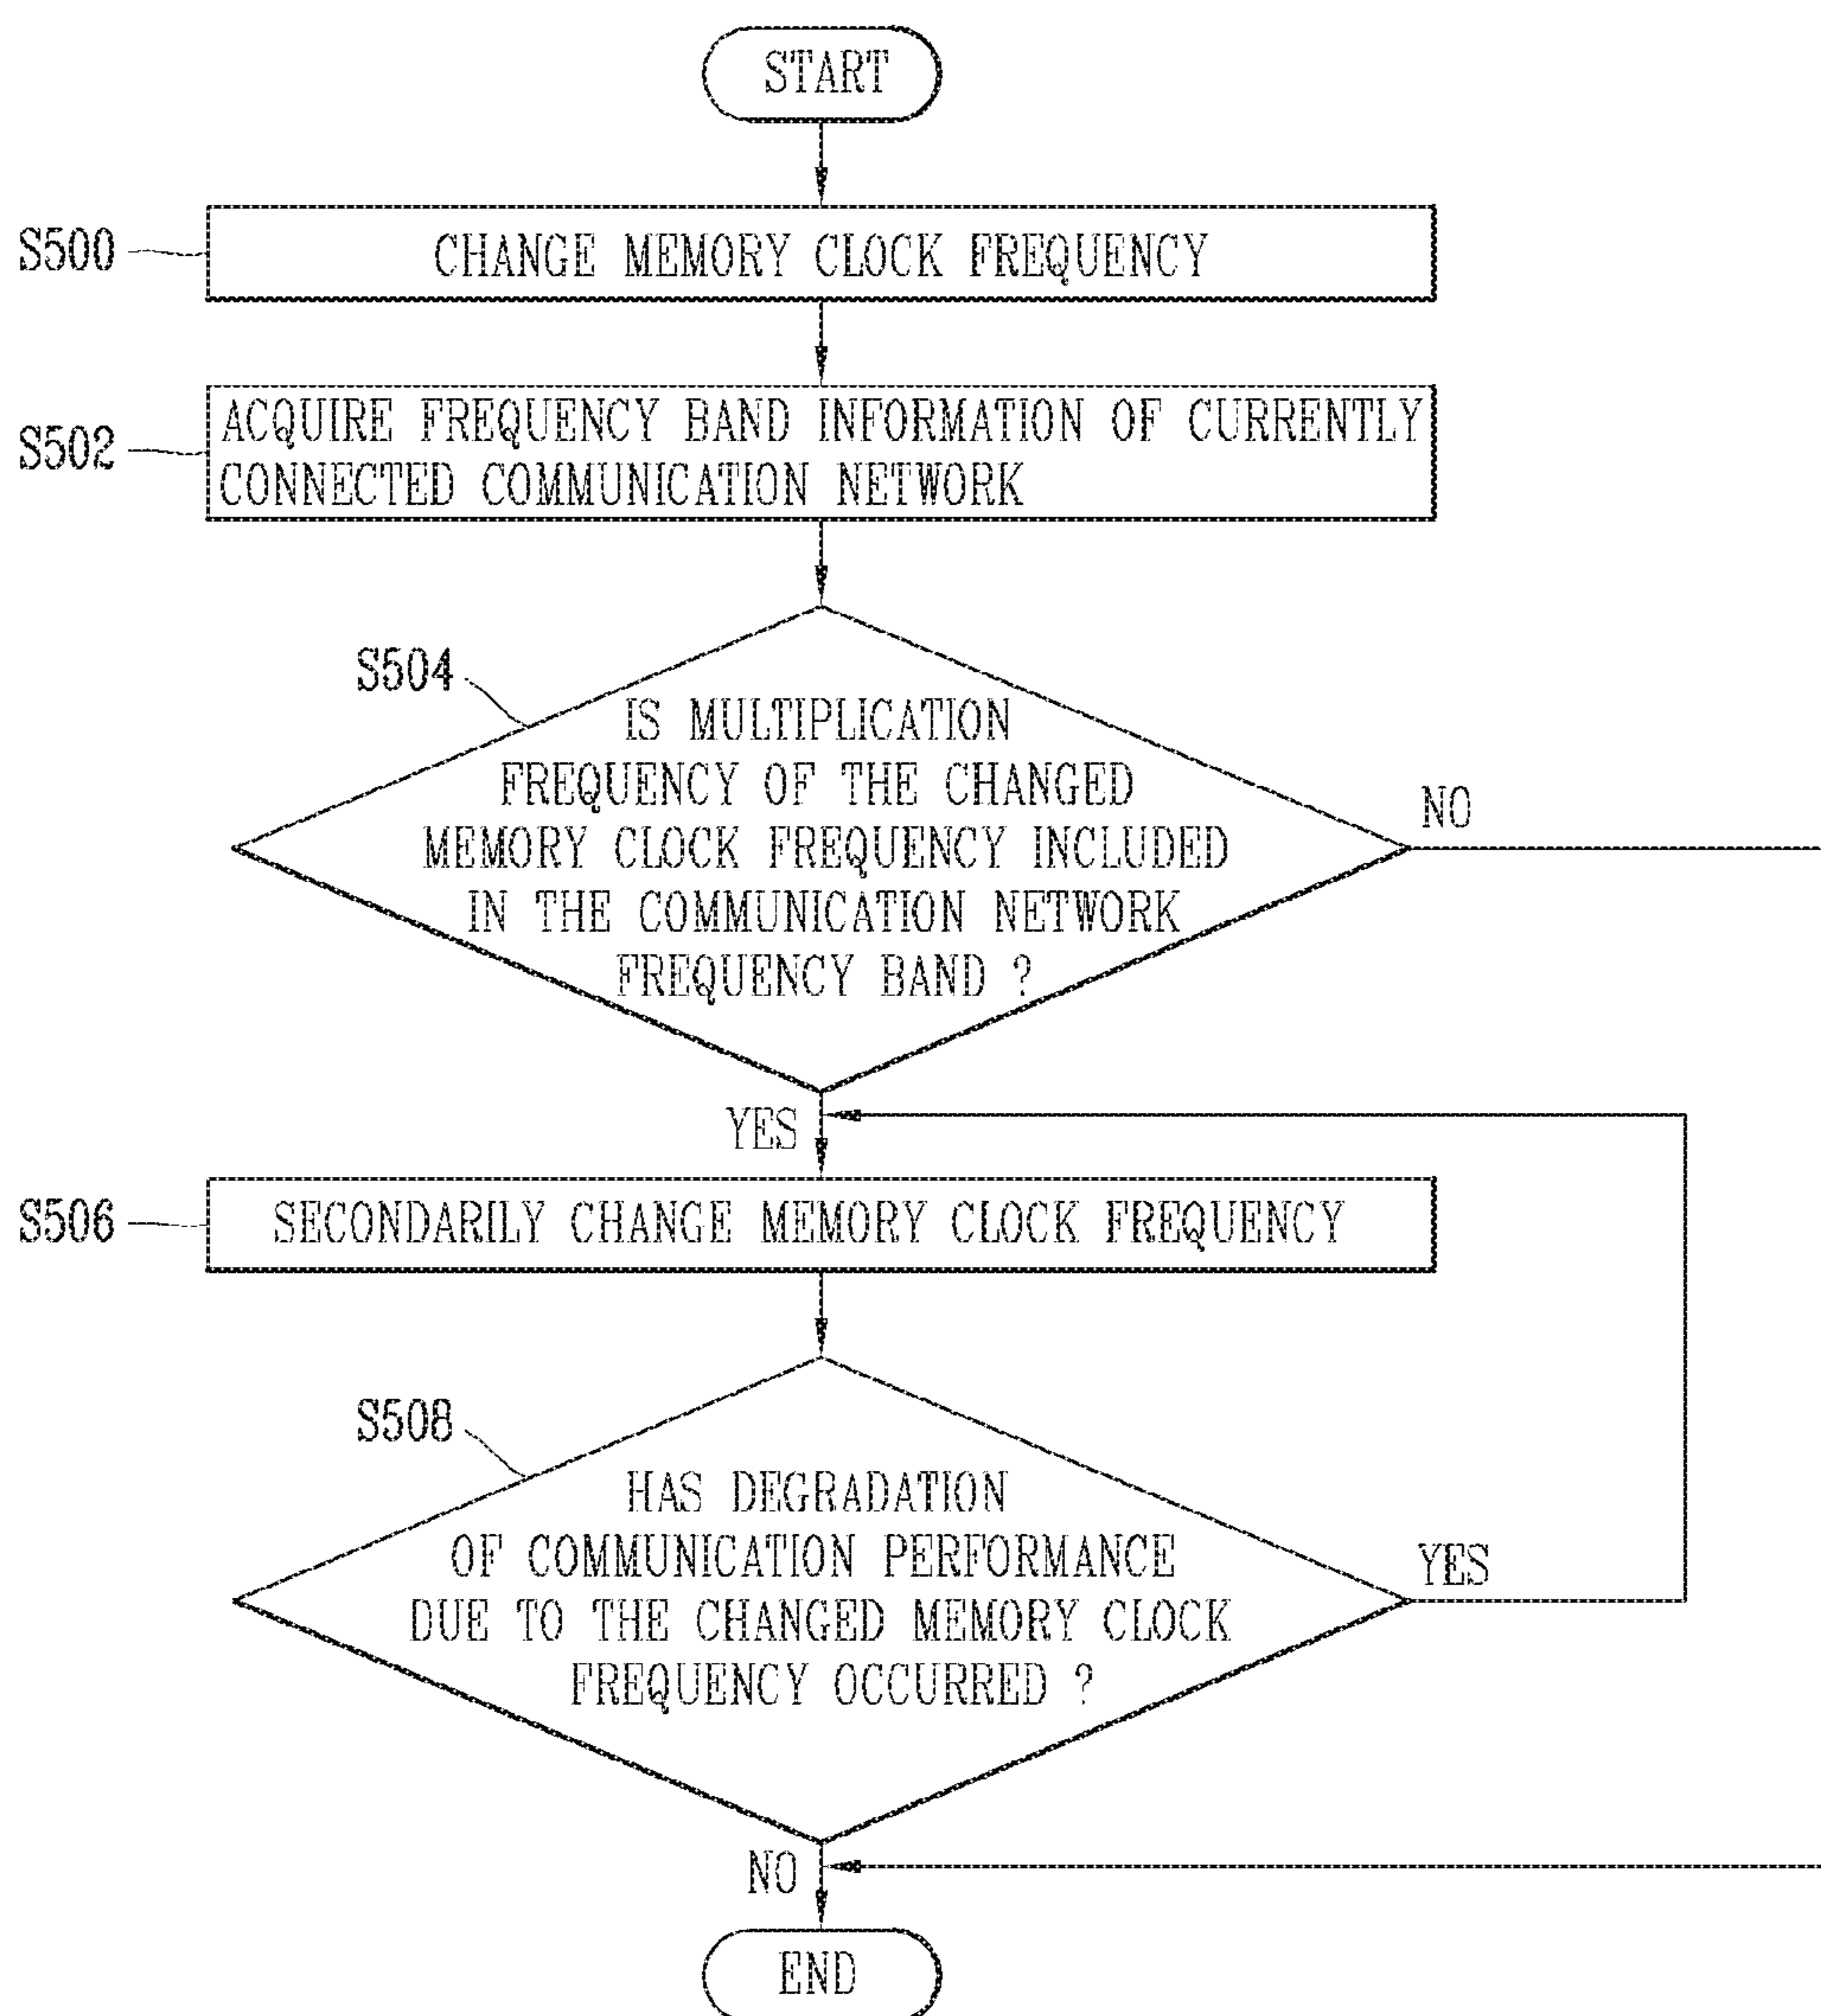 START
S500
CHANGE MEMORY CLOCK FREQUENCY
S502
ACQUIRE FREQUENCY BAND INFORMATION OF CURRENTLY
CONNECTED COMMUNICATION NETWORK
S504
IS MULTIPLICATION
FREQUENCY OF THE CHANGED
MEMORY CLOCK FREQUENCY INCLUDED
IN THE COMMUNICATION NETWORK
FREQUENCY BAND ?
NO
YES
S506
SECONDARILY CHANGE MEMORY CLOCK FREQUENCY
S508
HAS DEGRADATION
OF COMMUNICATION PERFORMANCE
DUE TO THE CHANGED MEMORY CLOCK
FREQUENCY OCCURRED ?
YES
NO
END